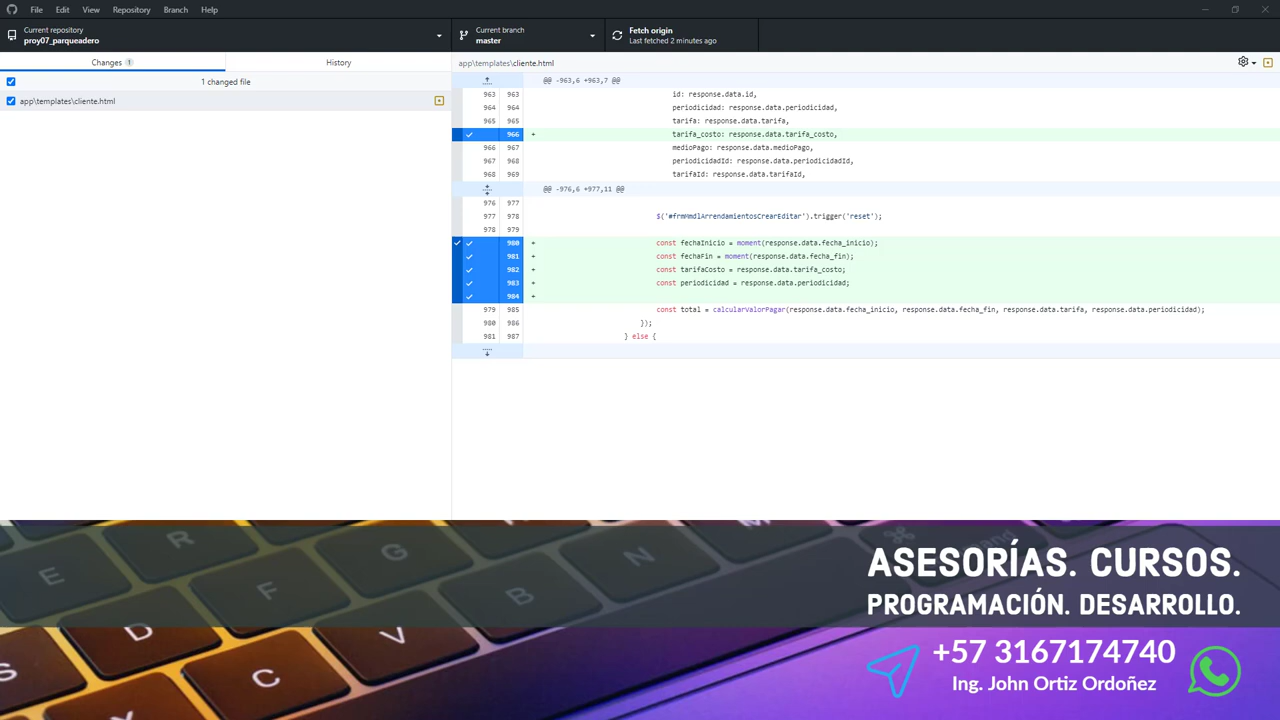 File Edit View Repository Branch Help
Current repository
proy07_parqueadero
Current branch
master
Fetch origin
Last fetched 2 minutes ago
Changes 1
History
1 changed file
app\templates\cliente.html
app\templates\cliente.html
@@ -963,6 +963,7 @@
963 963 id: response.data.id,
964 964 periodicidad: response.data.periodicidad,
965 965 tarifa: response.data.tarifa,
966 + tarifa_costo: response.data.tarifa_costo,
966 967 medioPago: response.data.medioPago,
967 968 periodicidadId: response.data.periodicidadId,
968 969 tarifaId: response.data.tarifaId,
@@ -976,6 +977,11 @@
976 977
977 978 $('#frmMmdlArrendamientosCrearEditar').trigger('reset');
978 979
980 + const fechaInicio = moment(response.data.fecha_inicio);
981 + const fechaFin = moment(response.data.fecha_fin);
982 + const tarifaCosto = response.data.tarifa_costo;
983 + const periodicidad = response.data.periodicidad;
984 +
979 985 const total = calcularValorPagar(response.data.fecha_inicio, response.data.fecha_fin, response.data.tarifa, response.data.periodicidad);
980 986 });
981 987 } else {
ASESORÍAS. CURSOS.
PROGRAMACIÓN. DESARROLLO.
+57 3167174740
Ing. John Ortiz Ordoñez
E R G N B D V C S